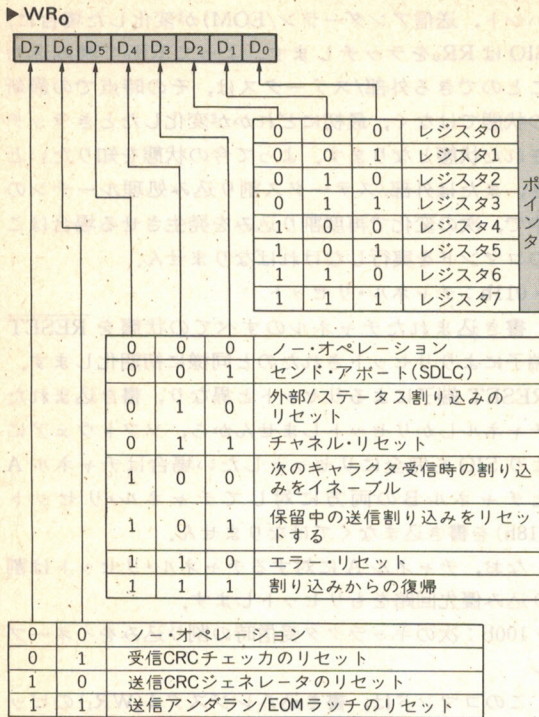 ▶WR₀
D₇ D₆ D₅ D₄ D₃ D₂ D₁ D₀
0 0 0 レジスタ0
0 0 1 レジスタ1
0 1 0 レジスタ2
0 1 1 レジスタ3
1 0 0 レジスタ4
1 0 1 レジスタ5
1 1 0 レジスタ6
1 1 1 レジスタ7
ポインタ
0 0 0 ノー・オペレーション
0 0 1 センド・アボート(SDLC)
0 1 0 外部/ステータス割り込みの
リセット
0 1 1 チャネル・リセット
1 0 0 次のキャラクタ受信時の割り込
みをイネーブル
1 0 1 保留中の送信割り込みをリセッ
トする
1 1 0 エラー・リセット
1 1 1 割り込みからの復帰
0 0 ノー・オペレーション
0 1 受信CRCチェッカのリセット
1 0 送信CRCジェネレータのリセット
1 1 送信アンダラン/EOMラッチのリセット